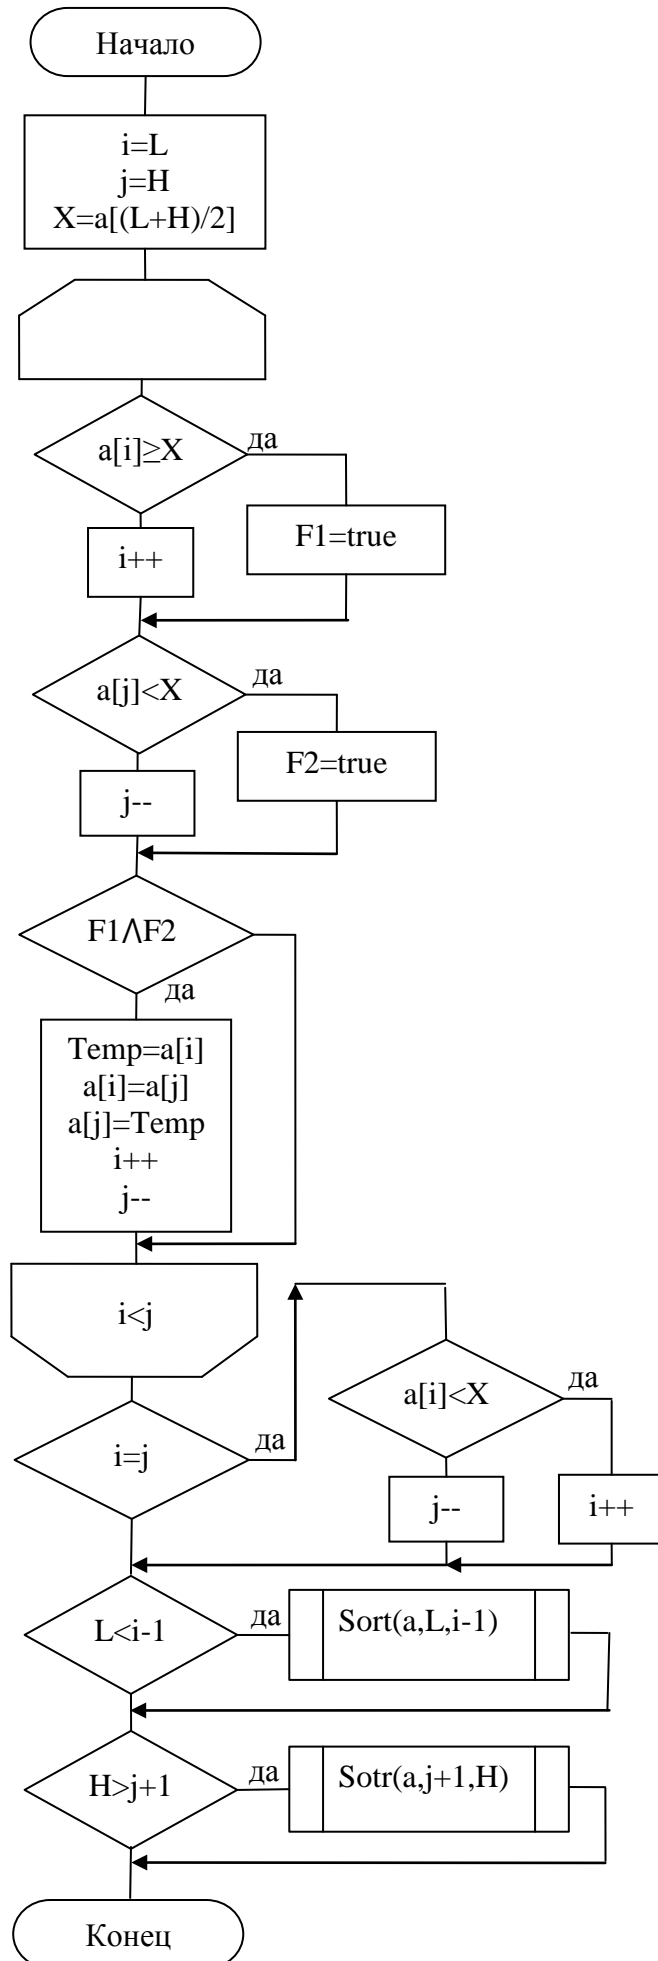 Начало
i=L
j=H
X=a[(L+H)/2]
a[i]≥X
да
F1=true
i++
a[j]<X
да
F2=true
j--
F1⋀F2
да
Temp=a[i]
a[i]=a[j]
a[j]=Temp
i++
j--
i<j
a[i]<X
да
i=j
да
j--
i++
L<i-1
да
Sort(a,L,i-1)
H>j+1
да
Sotr(a,j+1,H)
Конец